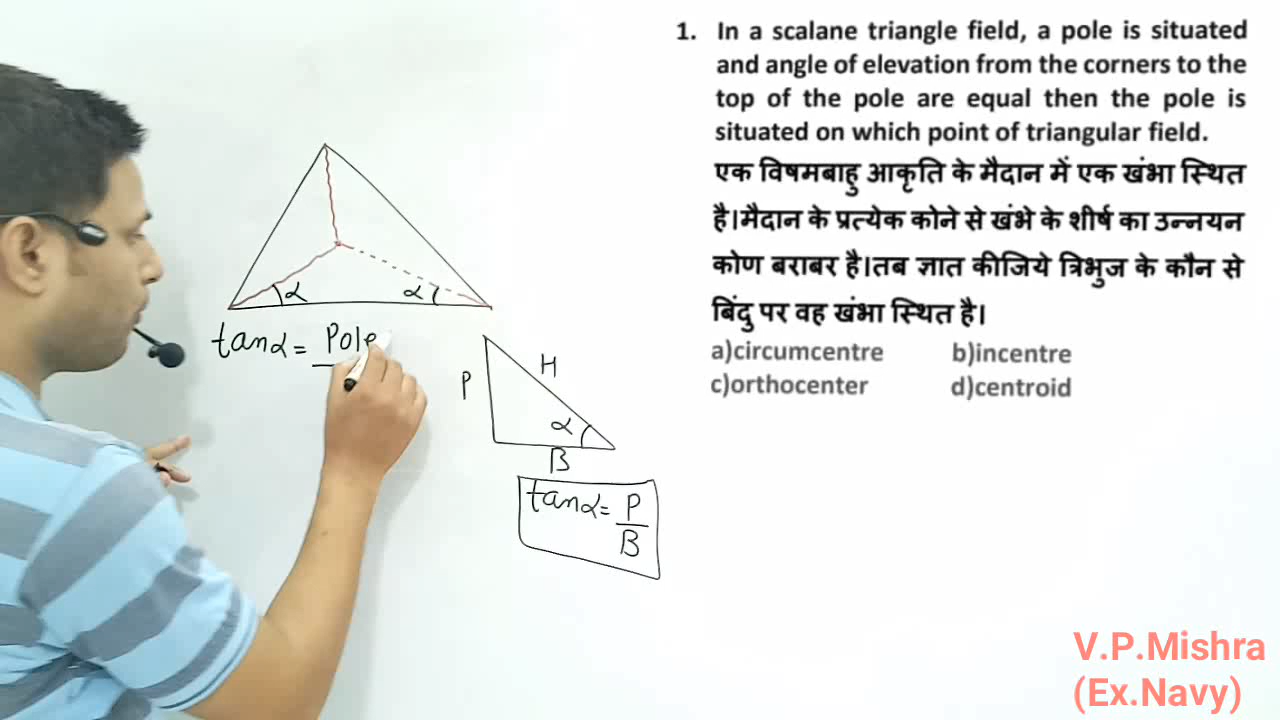 1. In a scalane triangle field, a pole is situated
and angle of elevation from the corners to the
top of the pole are equal then the pole is
situated on which point of triangular field.
एक विषमबाहु आकृति के मैदान में एक खंभा स्थित
है।मैदान के प्रत्येक कोने से खंभे के शीर्ष का उन्नयन
कोण बराबर है।तब ज्ञात कीजिये त्रिभुज के कौन से
बिंदु पर वह खंभा स्थित है।
a)circumcentre b)incentre
c)orthocenter d)centroid
α α
tanα= Pole
P H
α
B
tanα= P
B
V.P.Mishra
(Ex.Navy)